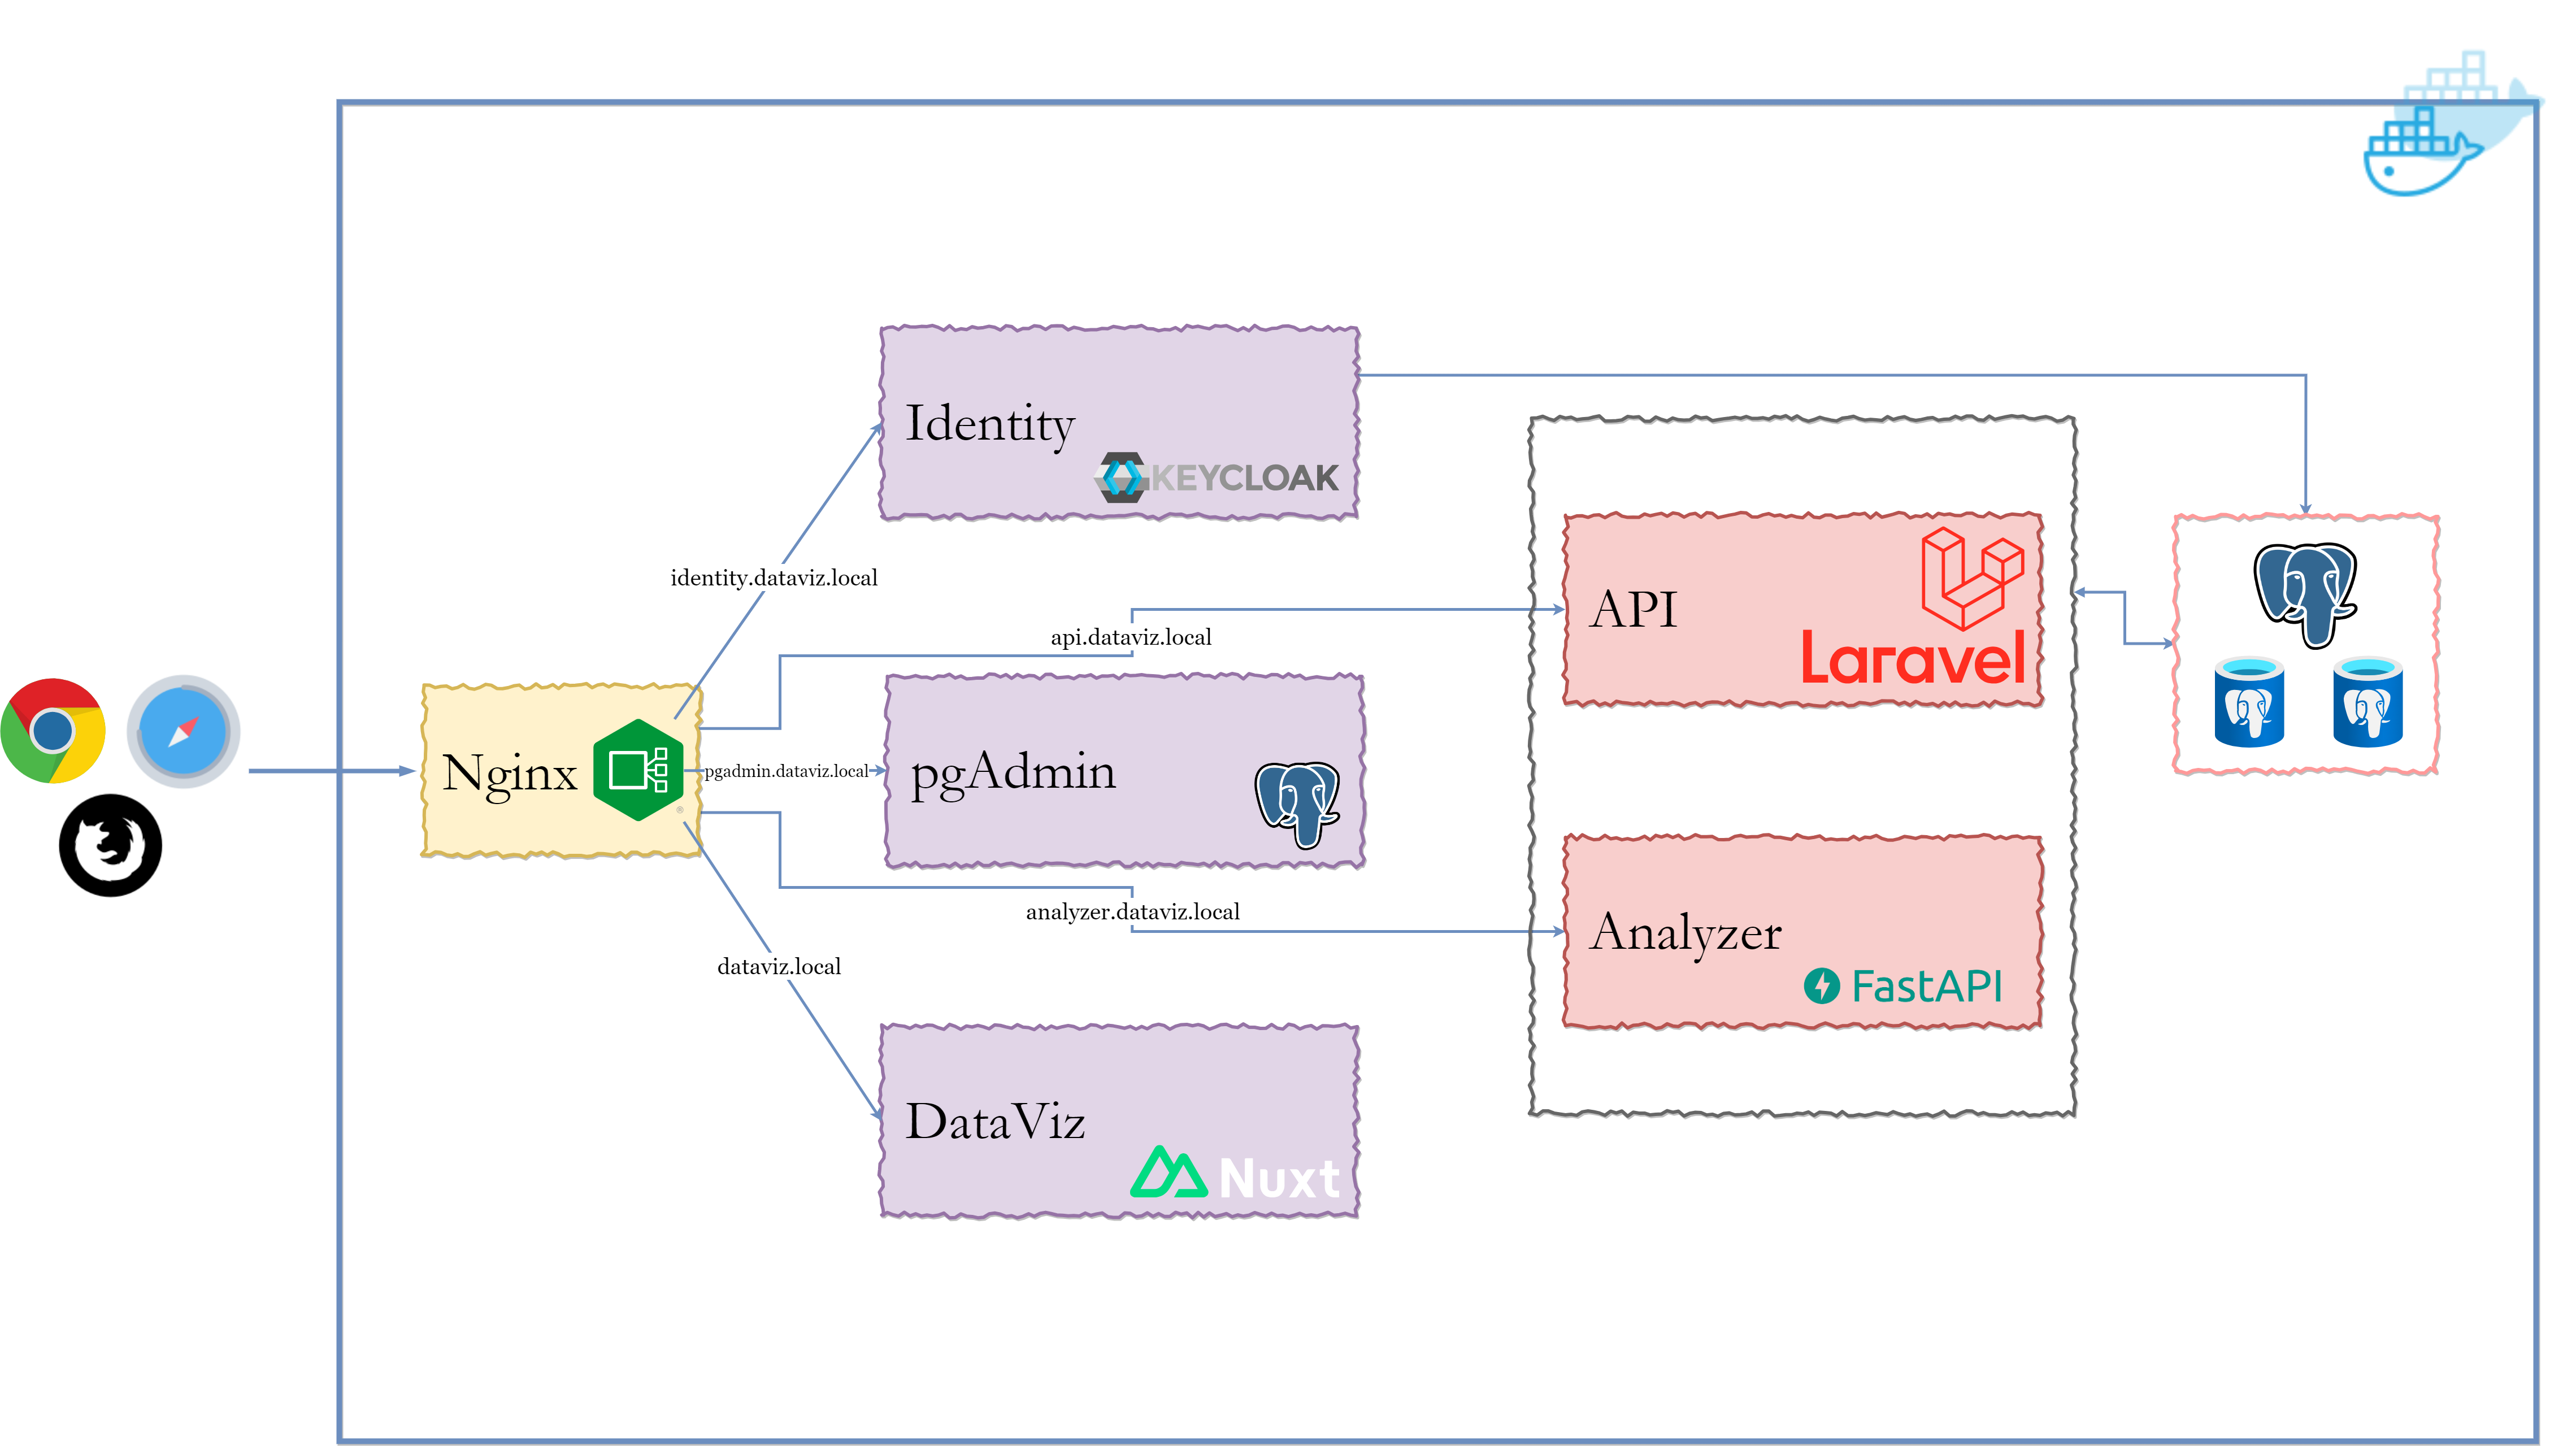 Identity
KEYCLOAK
identity.dataviz.local
api.dataviz.local
API
Laravel
Nginx
pgadmin.dataviz.local
pgAdmin
analyzer.dataviz.local
Analyzer
FastAPI
dataviz.local
DataViz
Nuxt